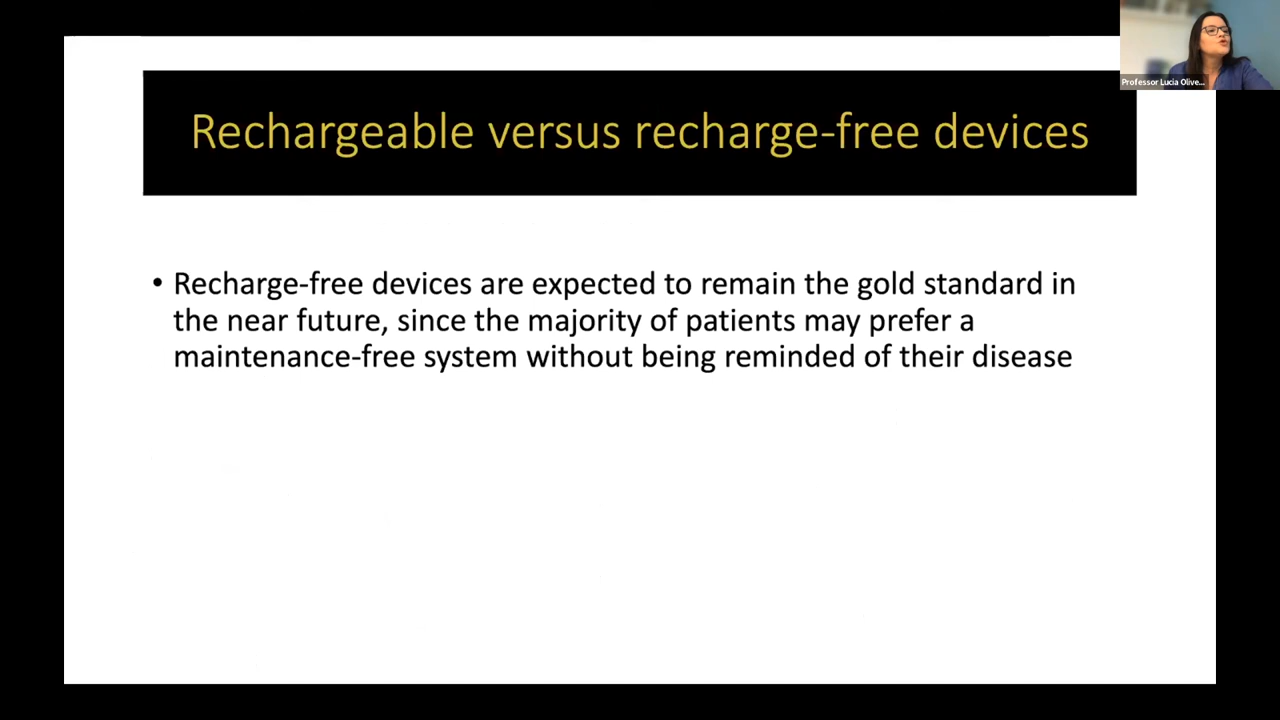 Professor Lucia Olive...
Rechargeable versus recharge-free devices
• Recharge-free devices are expected to remain the gold standard in
the near future, since the majority of patients may prefer a
maintenance-free system without being reminded of their disease